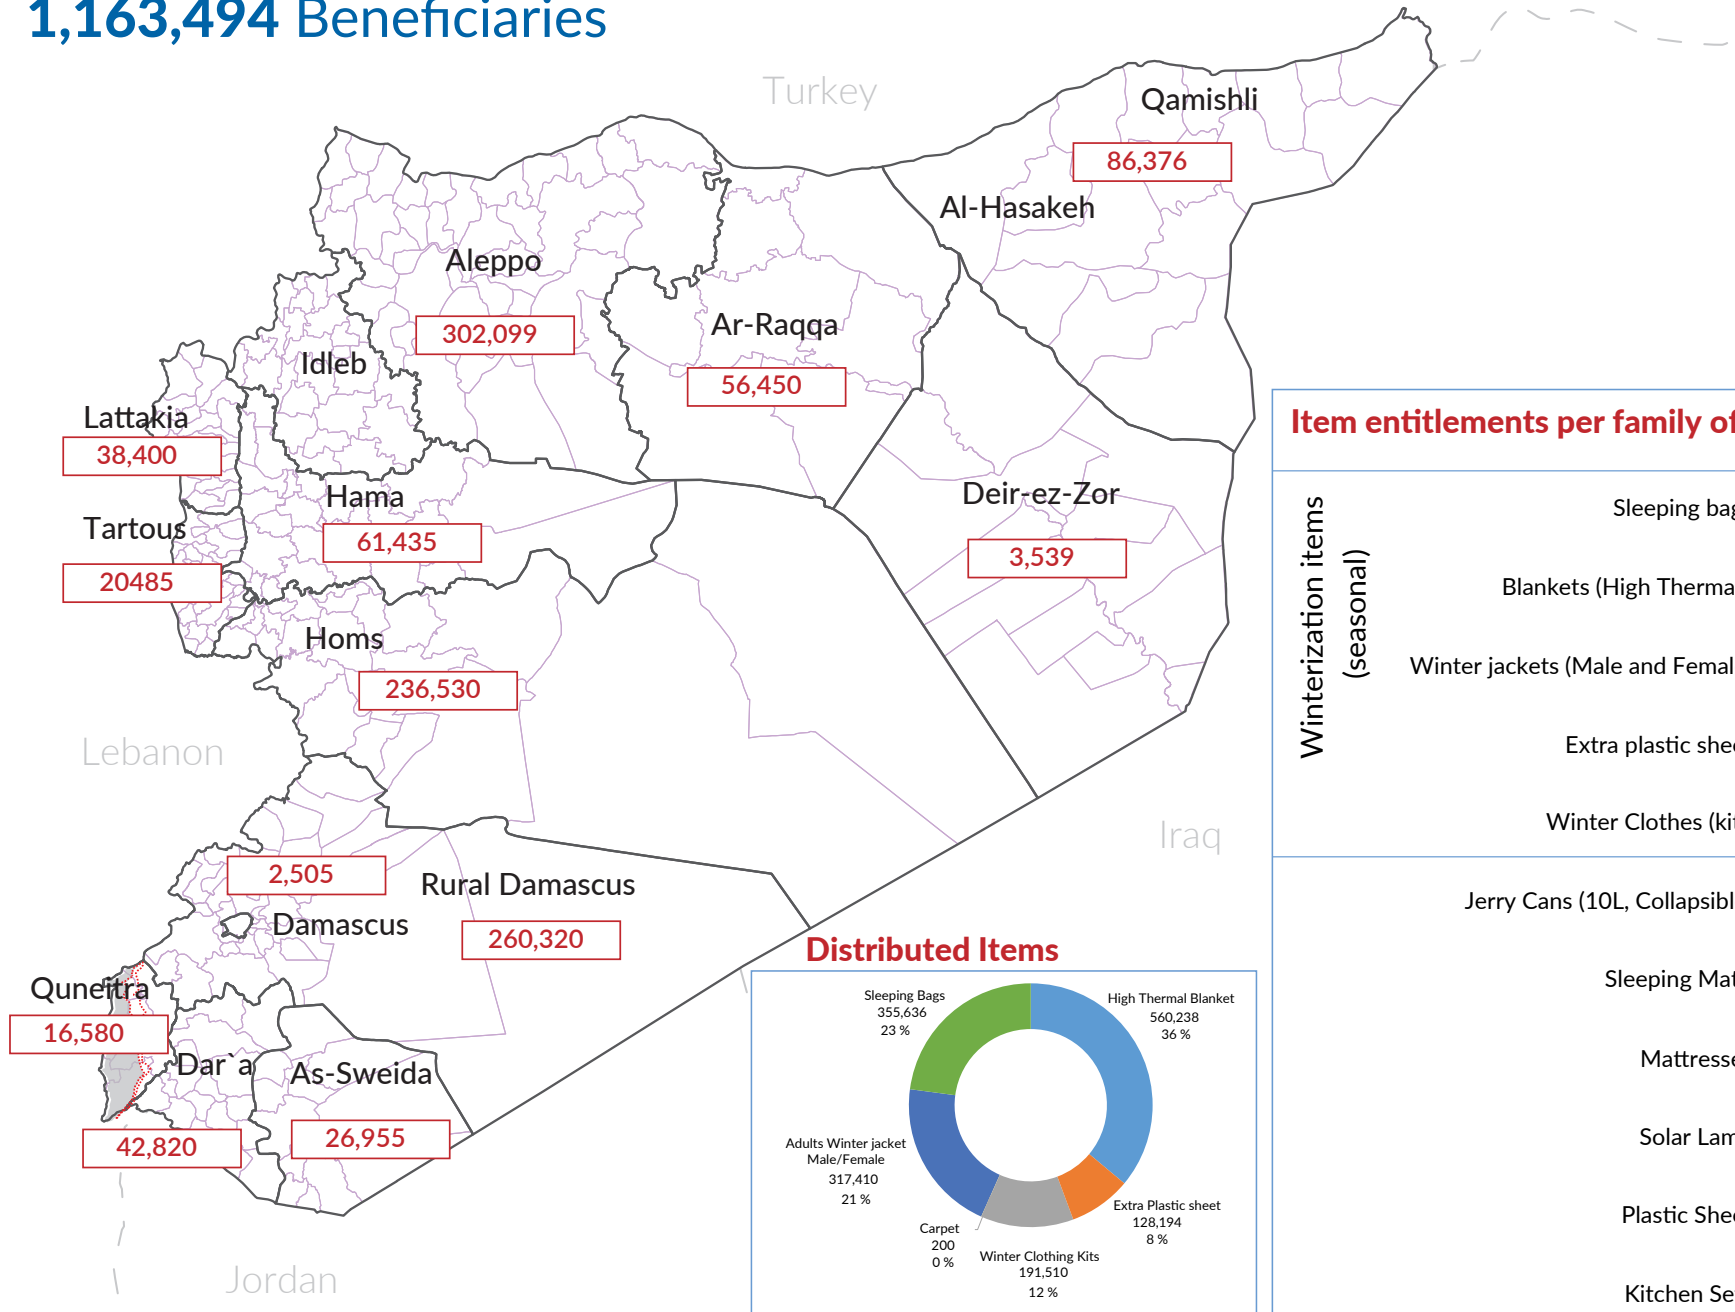 1,163,494 Beneficiaries
Turkey
Qamishli
86,376
Al-Hasakeh
Aleppo
302,099
Ar-Raqqa
56,450
Idleb
Lattakia
38,400
Hama
61,435
Tartous
20485
Deir-ez-Zor
3,539
Homs
236,530
Lebanon
Iraq
2,505
Rural Damascus
260,320
Damascus
Quneitra
16,580
Dar`a
42,820
As-Sweida
26,955
Jordan
Distributed Items
Sleeping Bags
355,636
23 %
High Thermal Blanket
560,238
36 %
Adults Winter jacket
Male/Female
317,410
21 %
Extra Plastic sheet
128,194
8 %
Carpet
200
0 %
Winter Clothing Kits
191,510
12 %
Item entitlements per family of
Winterization items
(seasonal)
Sleeping bag
Blankets (High Therma
Winter jackets (Male and Femal
Extra plastic shee
Winter Clothes (kit
Jerry Cans (10L, Collapsibl
Sleeping Mat
Mattresse
Solar Lam
Plastic Shee
Kitchen Se